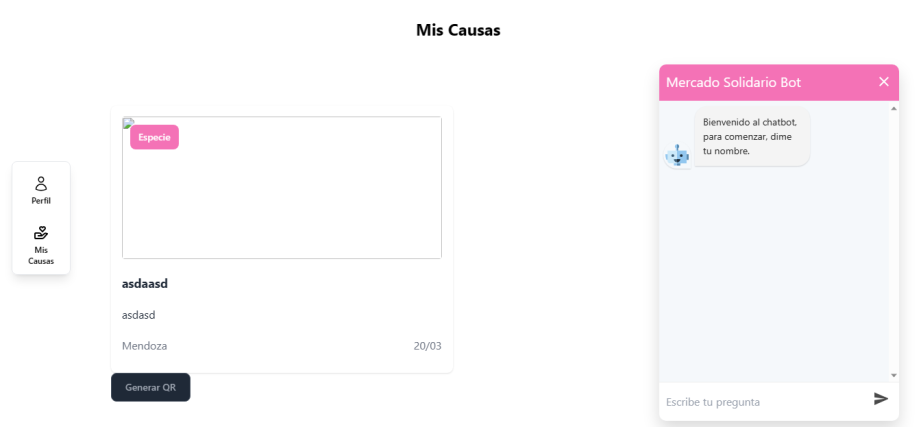 Mis Causas
Perfil
Mis
Causas
Especie
asdaasd
asdasd
Mendoza 20/03
Generar QR
Mercado Solidario Bot
Bienvenido al chatbot,
para comenzar, dime
tu nombre.
Escribe tu pregunta